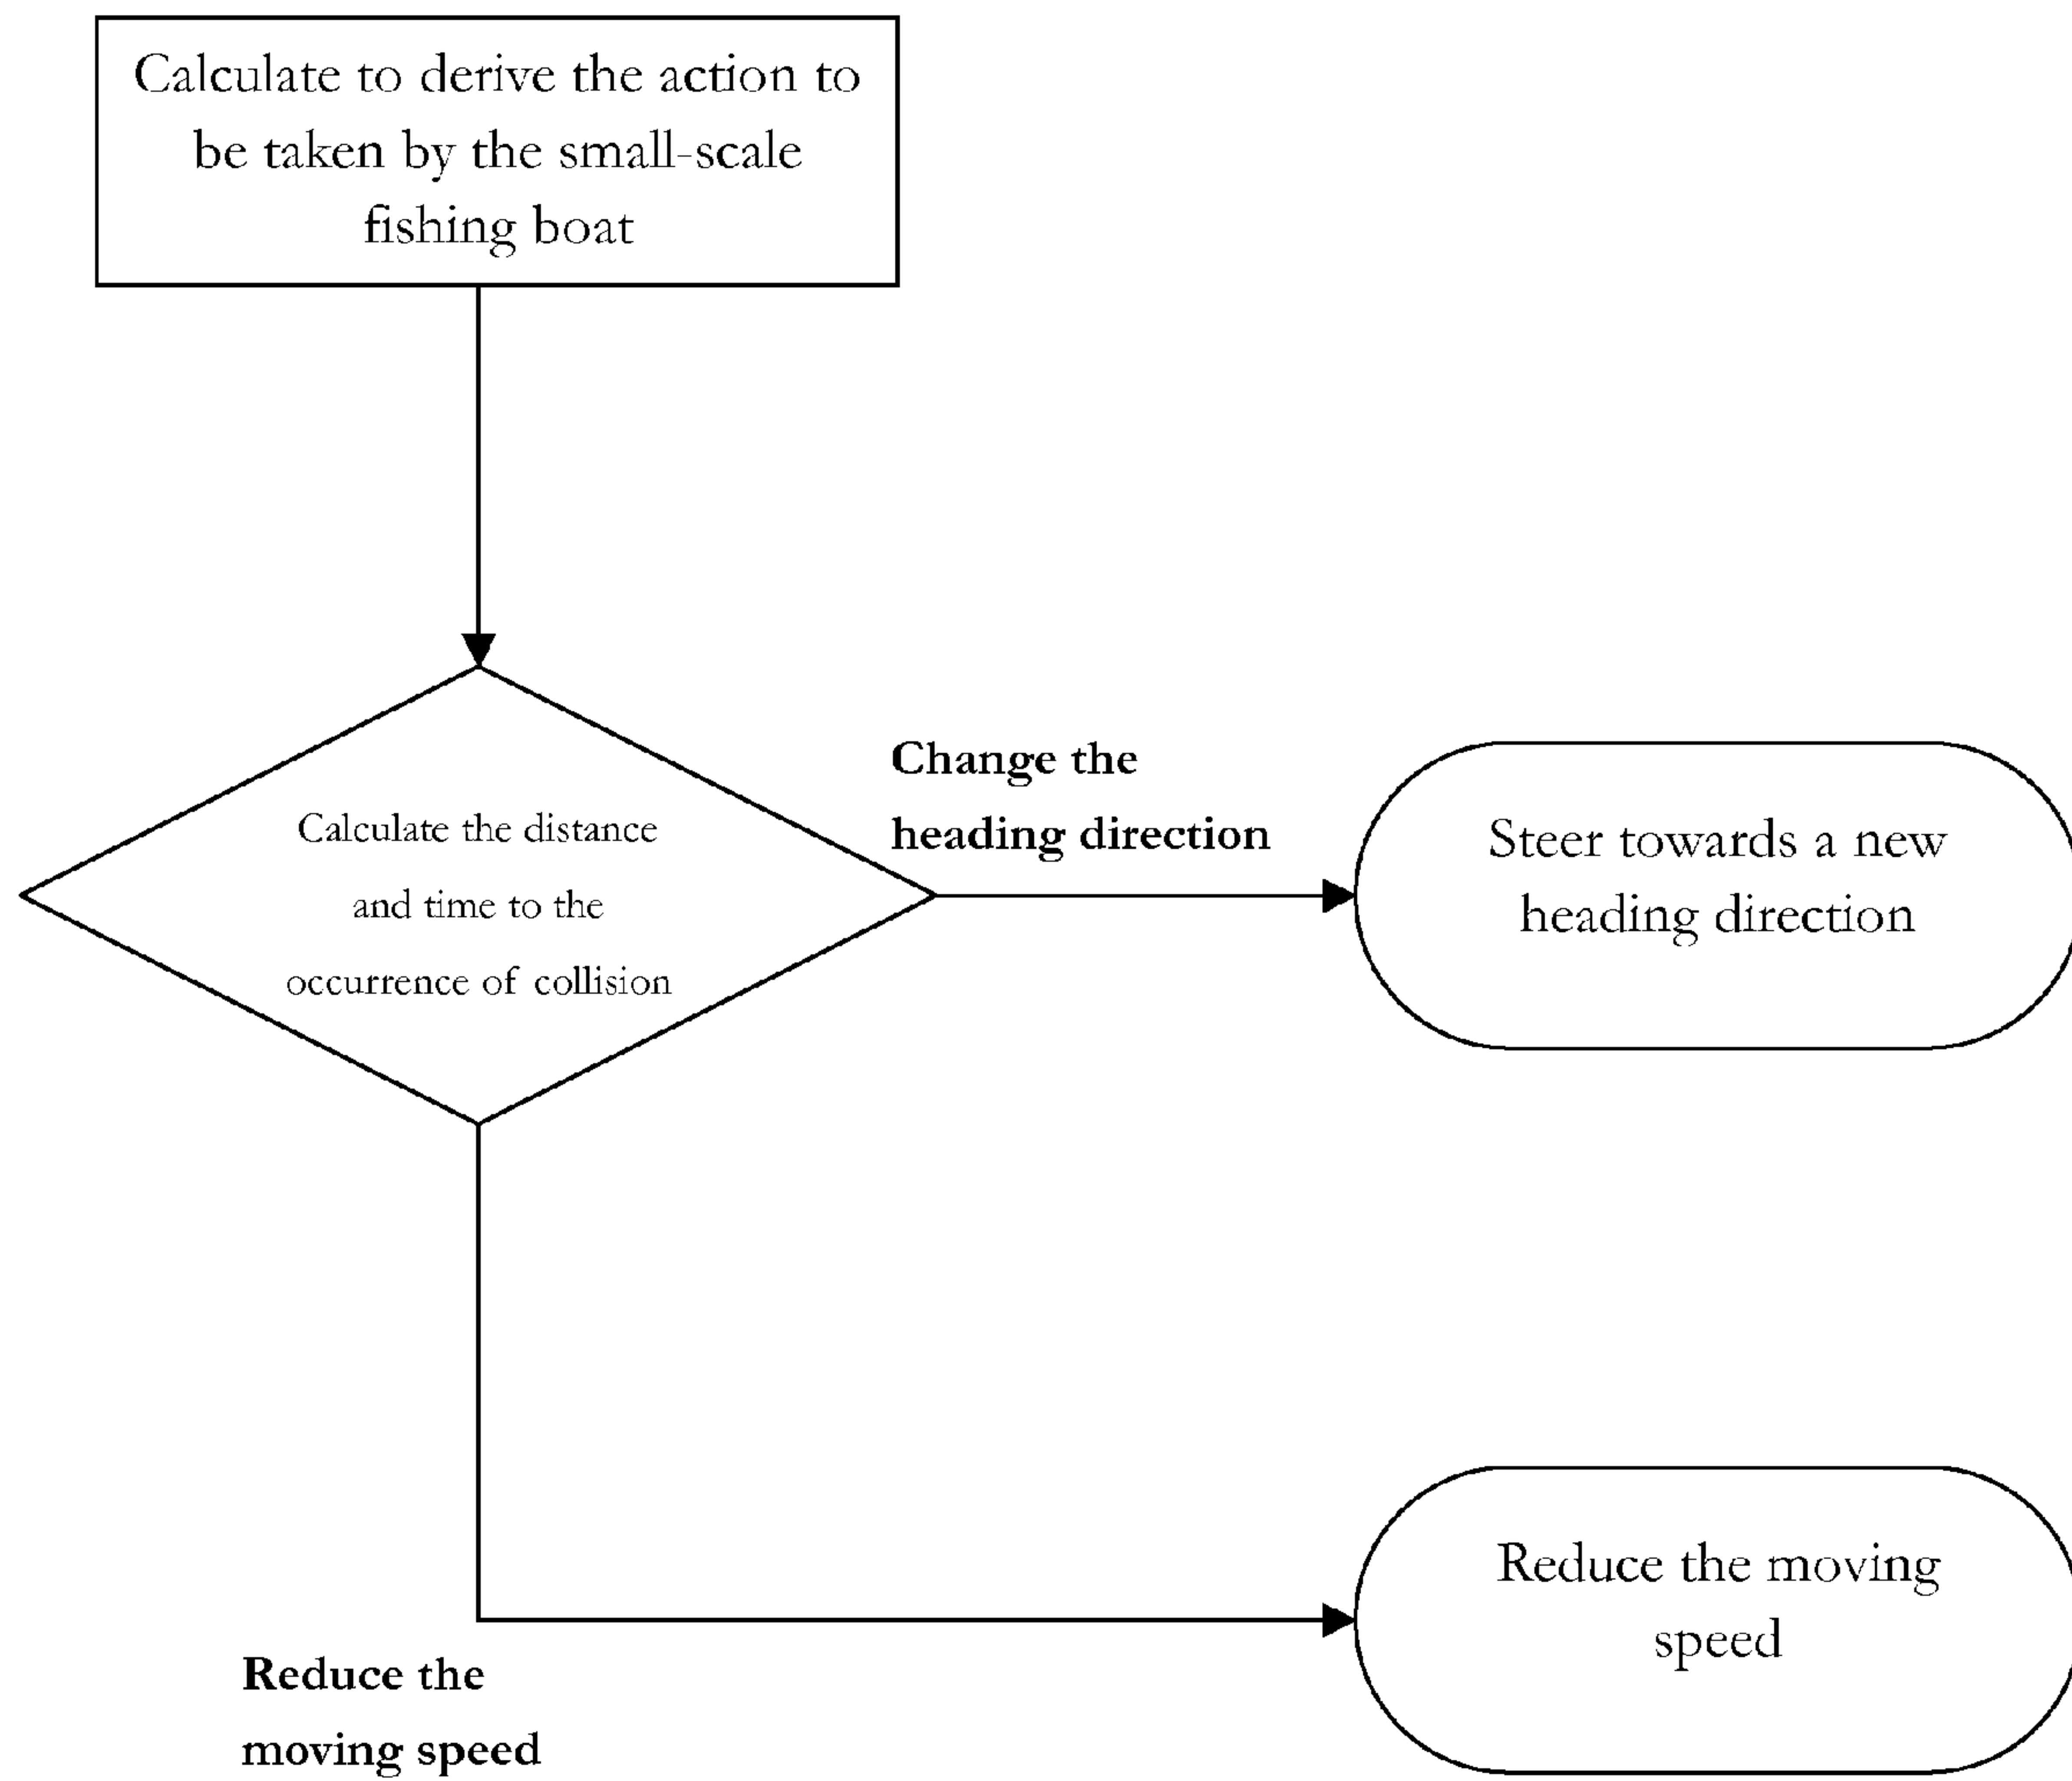 Calculate to derive the action to
be taken by the small-scale
fishing boat
Change the
heading direction
Calculate the distance
and time to the
occurrence of collision
Steer towards a new
heading direction
Reduce the moving
speed
Reduce the
moving speed